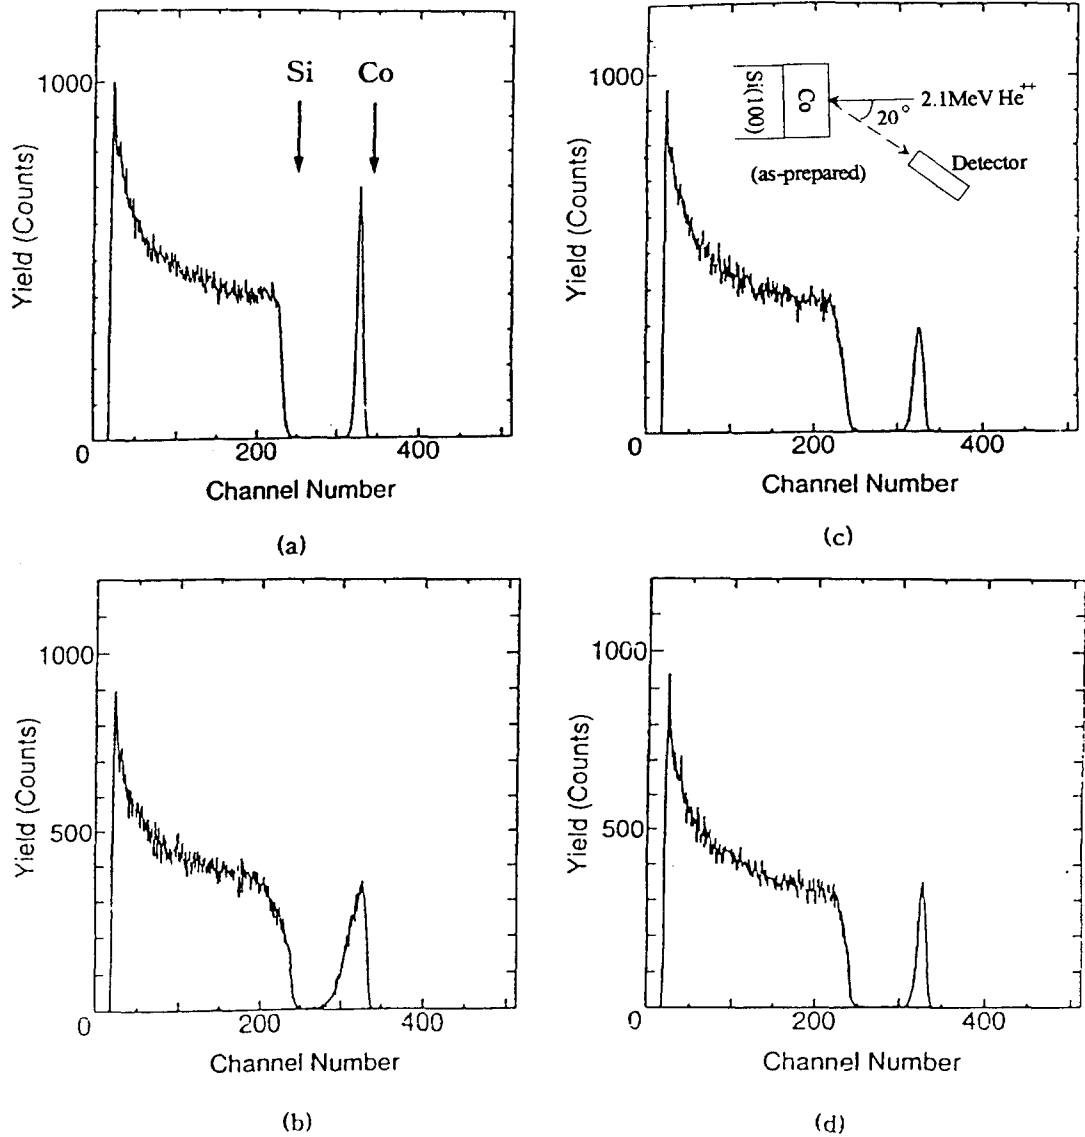 1000
Yield (Counts)
Si
Co
0
200
400
Channel Number
(a)
1000
Yield (Counts)
Si(100)
Co
2.1MeV He++
20°
(as-prepared)
Detector
0
200
400
Channel Number
(c)
1000
500
Yield (Counts)
0
200
400
Channel Number
(b)
1000
500
Yield (Counts)
0
200
400
Channel Number
(d)